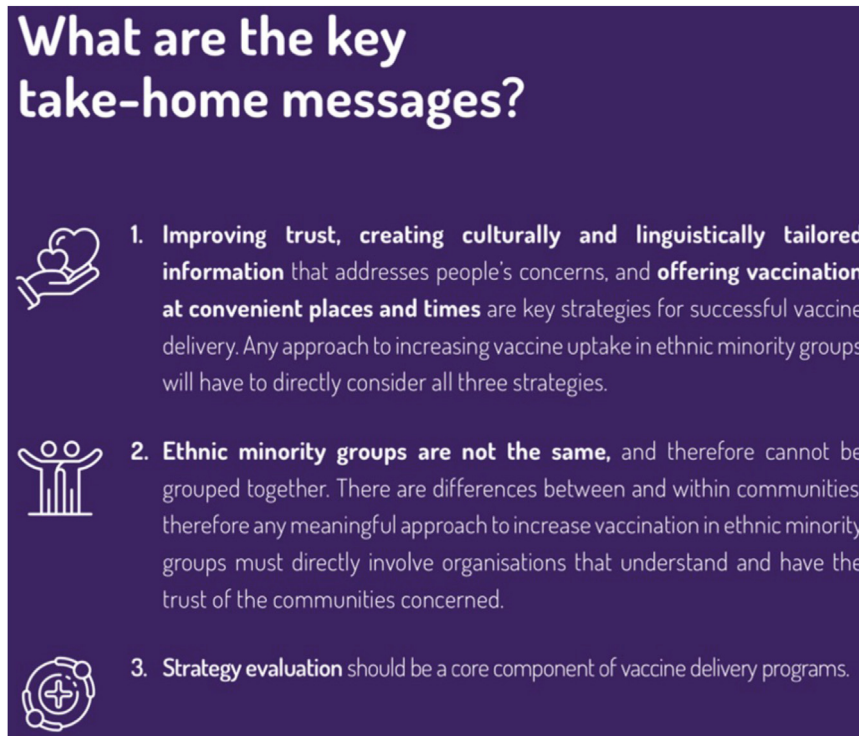 What are the key
take-home messages?
1. Improving trust, creating culturally and linguistically tailored
information that addresses people's concerns, and offering vaccination
at convenient places and times are key strategies for successful vaccine
delivery. Any approach to increasing vaccine uptake in ethnic minority groups
will have to directly consider all three strategies.
2. Ethnic minority groups are not the same, and therefore cannot be
grouped together. There are differences between and within communities
therefore any meaningful approach to increase vaccination in ethnic minority
groups must directly involve organisations that understand and have the
trust of the communities concerned.
3. Strategy evaluation should be a core component of vaccine delivery programs.